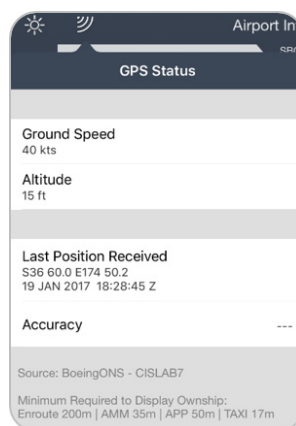 Airport In
GPS Status
Ground Speed
40 kts
Altitude
15 ft
Last Position Received
S36 60.0 E174 50.2
19 JAN 2017 18:28:45 Z
Accuracy ---
Source: BoeingONS - CISLAB7
Minimum Required to Display Ownship:
Enroute 200m | AMM 35m | APP 50m | TAXI 17m